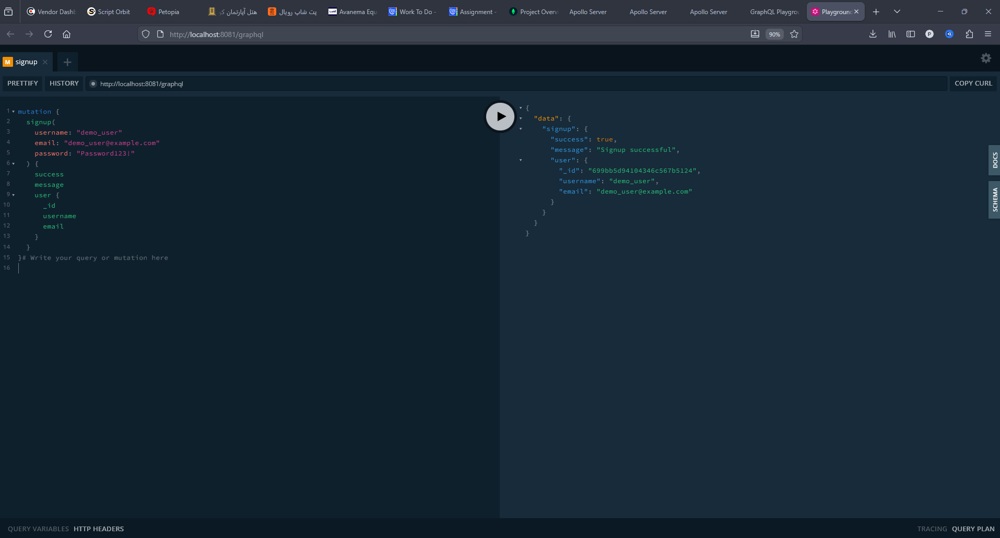 Vendor Dashb
Script Orbit
Petopia
هتل آپارتمان کر
پت شاپ رویال
Avanema Equ
Work To Do -
Assignment -
Project Overvi
Apollo Server
Apollo Server
Apollo Server
GraphQL Playgrou
Playground
http://localhost:8081/graphql
90%
P
M signup
PRETTIFY
HISTORY
http://localhost:8081/graphql
COPY CURL
1 mutation {
2 signup(
3 username: "demo_user"
4 email: "demo_user@example.com"
5 password: "Password123!"
6 ) {
7 success
8 message
9 user {
10 _id
11 username
12 email
13 }
14 }
15 }# Write your query or mutation here
16
{
"data": {
"signup": {
"success": true,
"message": "Signup successful",
"user": {
"_id": "699bb5d94104346c567b5124",
"username": "demo_user",
"email": "demo_user@example.com"
}
}
}
}
DOCS
SCHEMA
QUERY VARIABLES
HTTP HEADERS
TRACING
QUERY PLAN